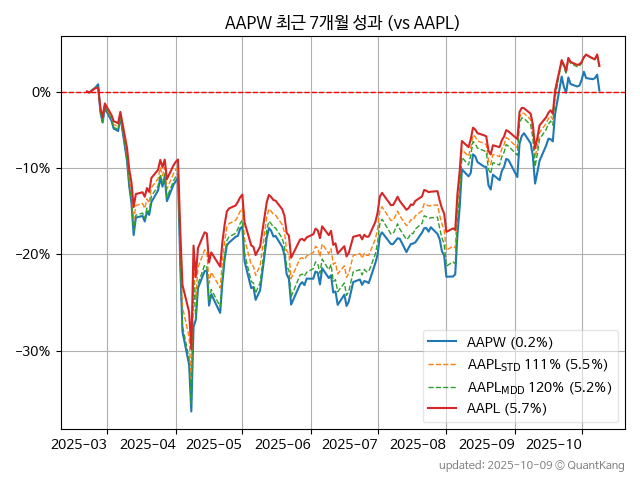 AAPW 최근 7개월 성과 (vs AAPL)
0%
−10%
−20%
−30%
AAPW (0.2%)
AAPL_STD 111% (5.5%)
AAPL_MDD 120% (5.2%)
AAPL (5.7%)
2025-03 2025-04 2025-05 2025-06 2025-07 2025-08 2025-09 2025-10
updated: 2025-10-09 © QuantKang